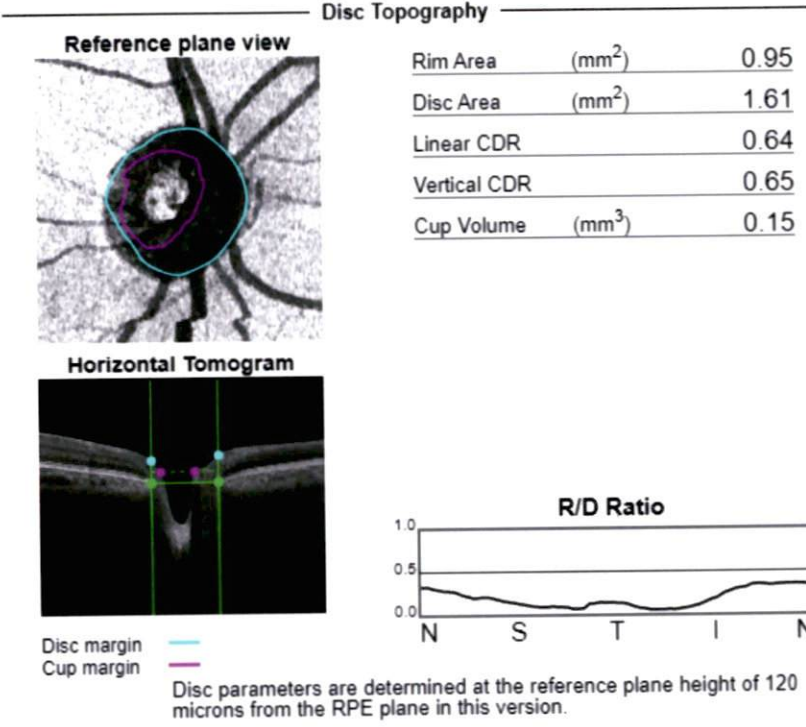 Disc Topography
Reference plane view
Rim Area (mm2) 0.95
Disc Area (mm2) 1.61
Linear CDR 0.64
Vertical CDR 0.65
Cup Volume (mm3) 0.15
Horizontal Tomogram
R/D Ratio
1.0
0.5
0.0
N S T I N
Disc margin
Cup margin
Disc parameters are determined at the reference plane height of 120
microns from the RPE plane in this version.